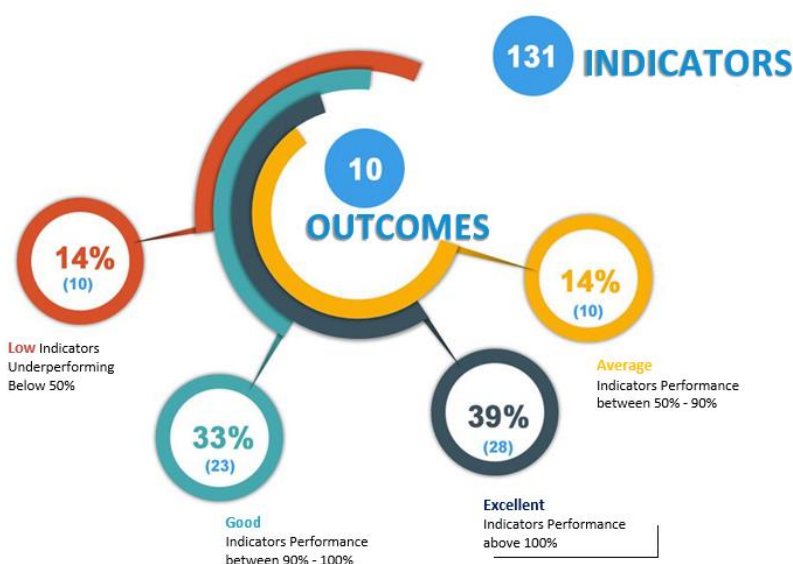 131 INDICATORS
10
OUTCOMES
14%
(10)
Low Indicators
Underperforming
Below 50%
33%
(23)
Good
Indicators Performance
between 90% - 100%
39%
(28)
Excellent
Indicators Performance
above 100%
14%
(10)
Average
Indicators Performance
between 50% - 90%